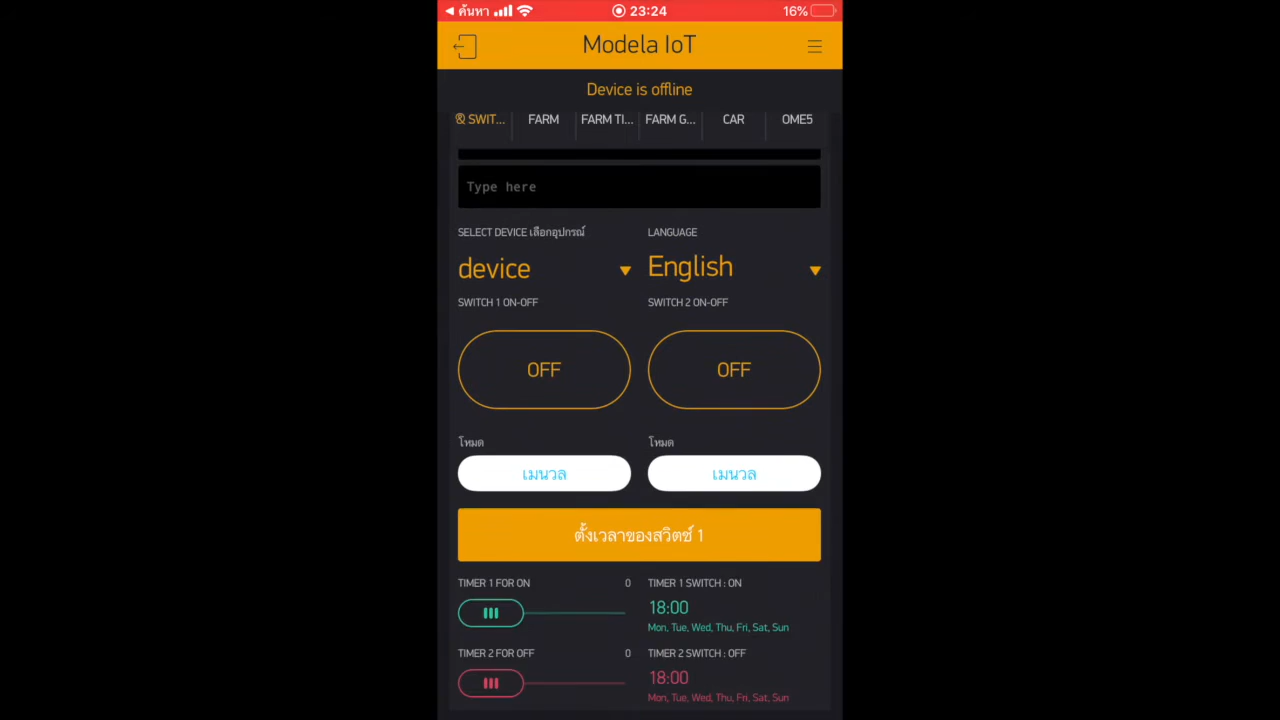 ค้นหา 23:24 16%
Modela IoT
Device is offline
SWIT... FARM FARM TI... FARM G... CAR OME5
Type here
SELECT DEVICE เลือกอุปกรณ์ LANGUAGE
device English
SWITCH 1 ON-OFF SWITCH 2 ON-OFF
OFF OFF
โหมด โหมด
เมนวล เมนวล
ตั้งเวลาของสวิตซ์ 1
TIMER 1 FOR ON 0 TIMER 1 SWITCH : ON
18:00
Mon, Tue, Wed, Thu, Fri, Sat, Sun
TIMER 2 FOR OFF 0 TIMER 2 SWITCH : OFF
18:00
Mon, Tue, Wed, Thu, Fri, Sat, Sun